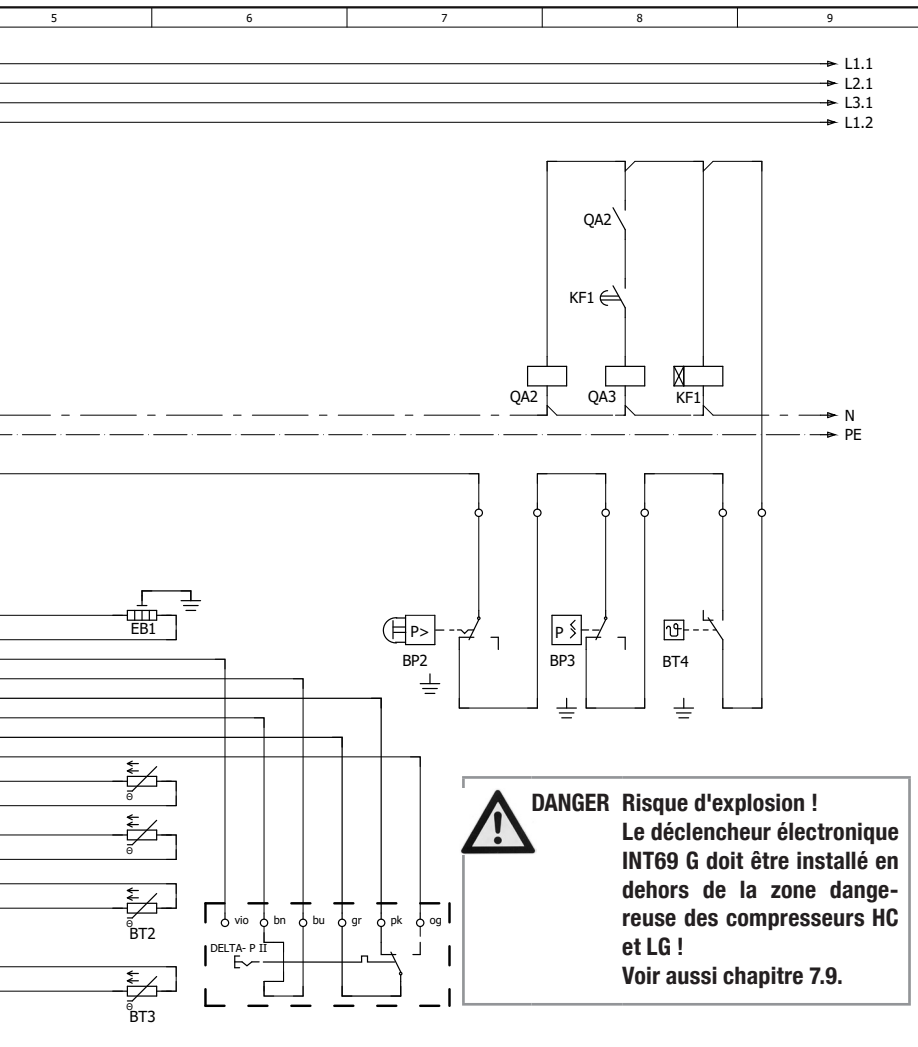 5 6 7 8 9
L1.1
L2.1
L3.1
L1.2
QA2
KF1
QA2 QA3 KF1
N
PE
EB1
P> P
BP2 BP3 BT4
θ
θ
θ
BT2
θ
BT3
vio bn bu gr pk og
DELTA- P II
DANGER Risque d'explosion !
Le déclencheur électronique
INT69 G doit être installé en
dehors de la zone dange-
reuse des compresseurs HC
et LG !
Voir aussi chapitre 7.9.